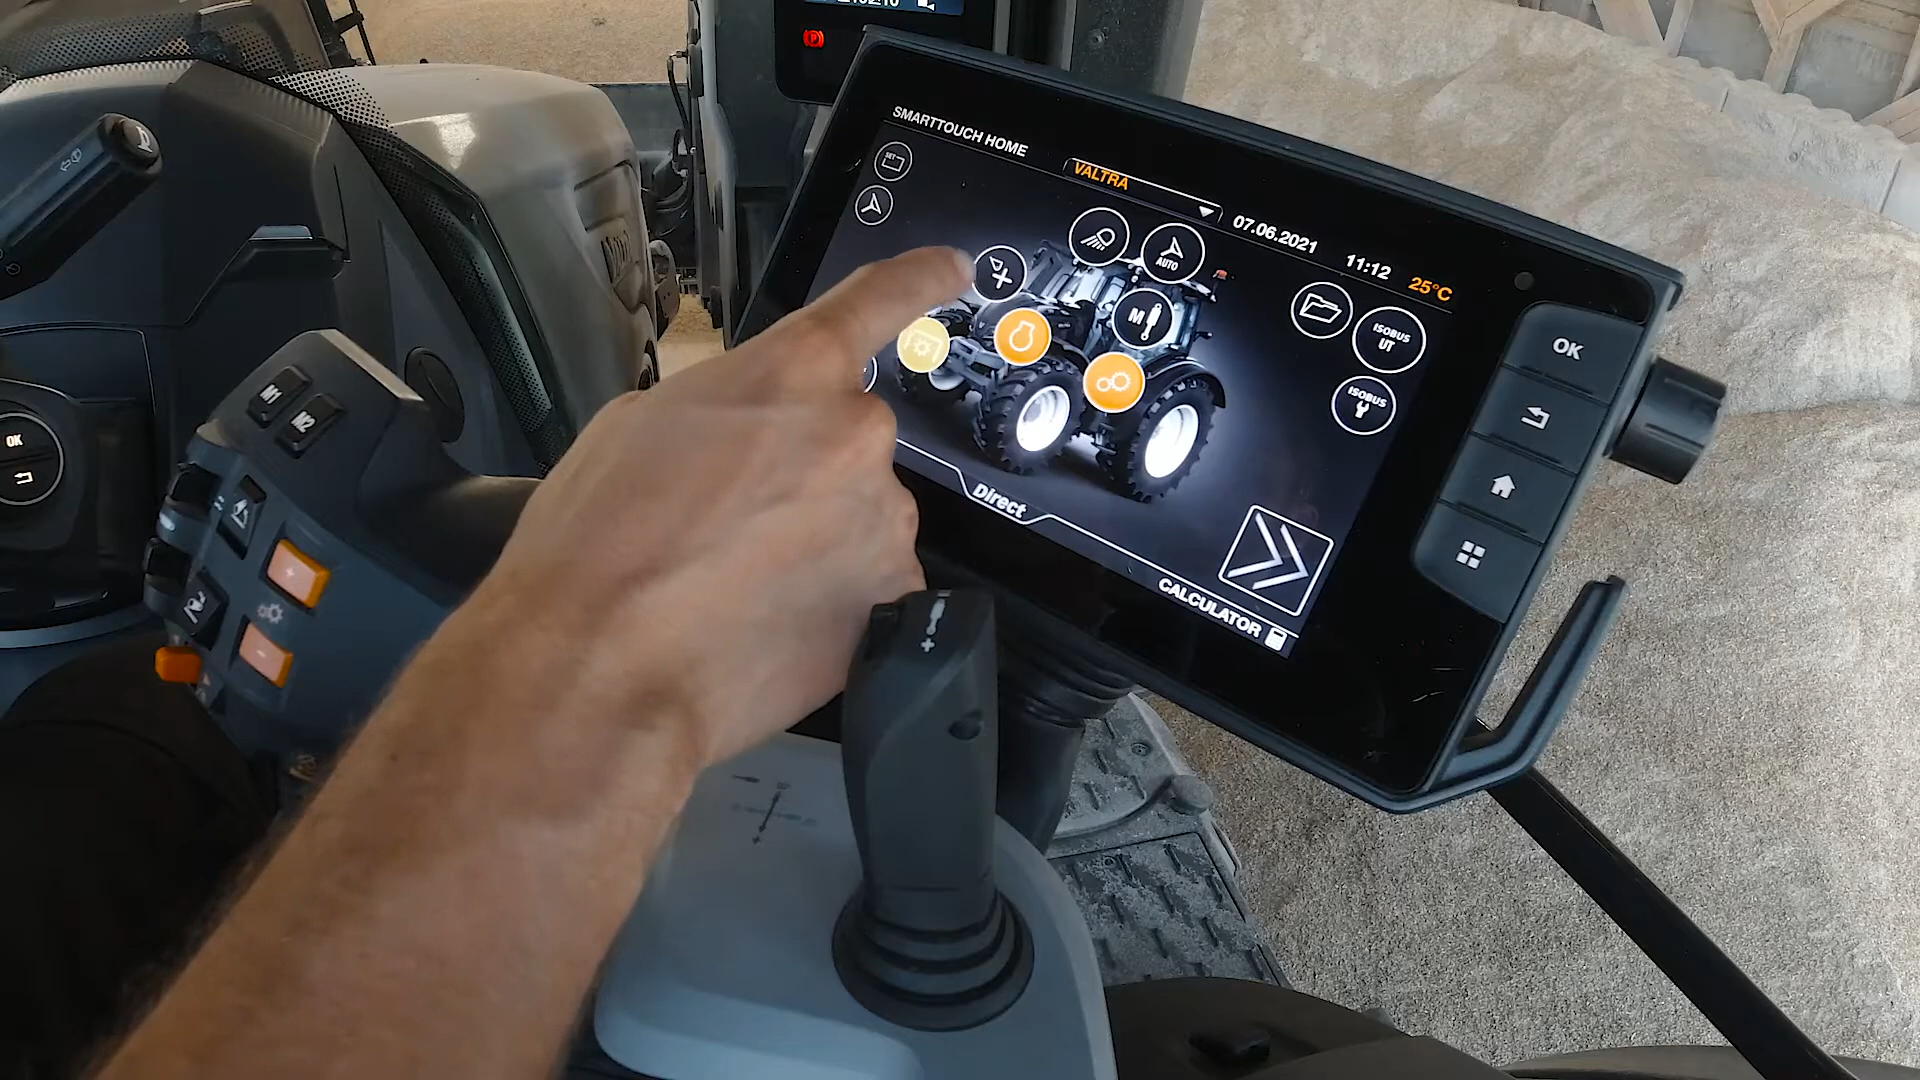 SMARTTOUCH HOME
SET
VALTRA
07.06.2021
11:12
25°C
AUTO
M
ISOBUS
UT
ISOBUS
Direct
CALCULATOR
OK
M1
M2
OK
P
+
-
+